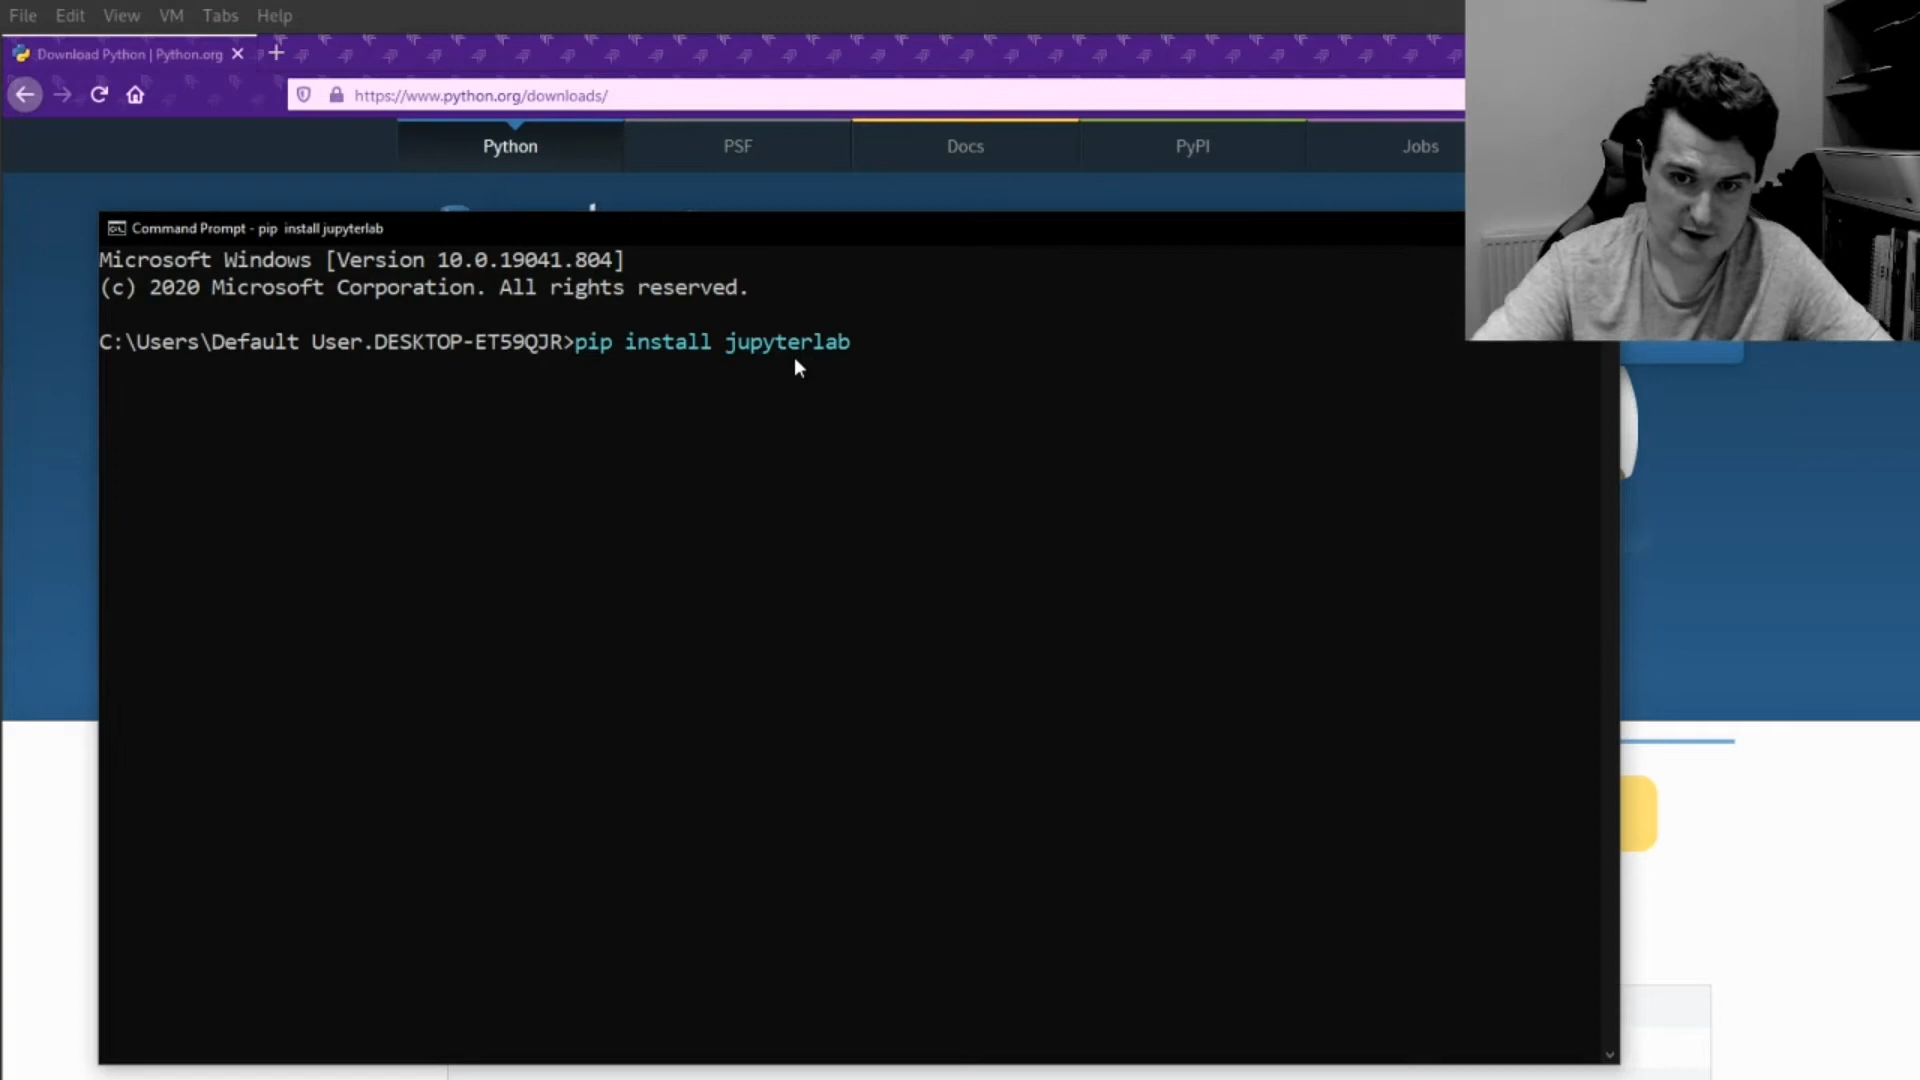 File Edit View VM Tabs Help
Download Python | Python.org
https://www.python.org/downloads/
Python PSF Docs PyPI Jobs
Command Prompt - pip  install jupyterlab
Microsoft Windows [Version 10.0.19041.804]
(c) 2020 Microsoft Corporation. All rights reserved.
C:\Users\Default User.DESKTOP-ET59QJR>pip install jupyterlab